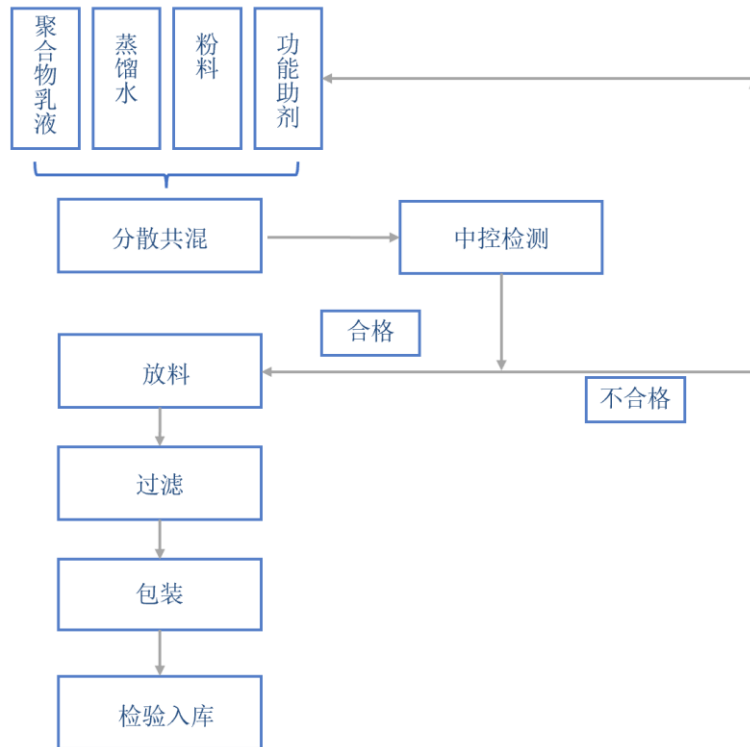 聚合物乳液
蒸馏水
粉料
功能助剂
分散共混
中控检测
合格
放料
不合格
过滤
包装
检验入库